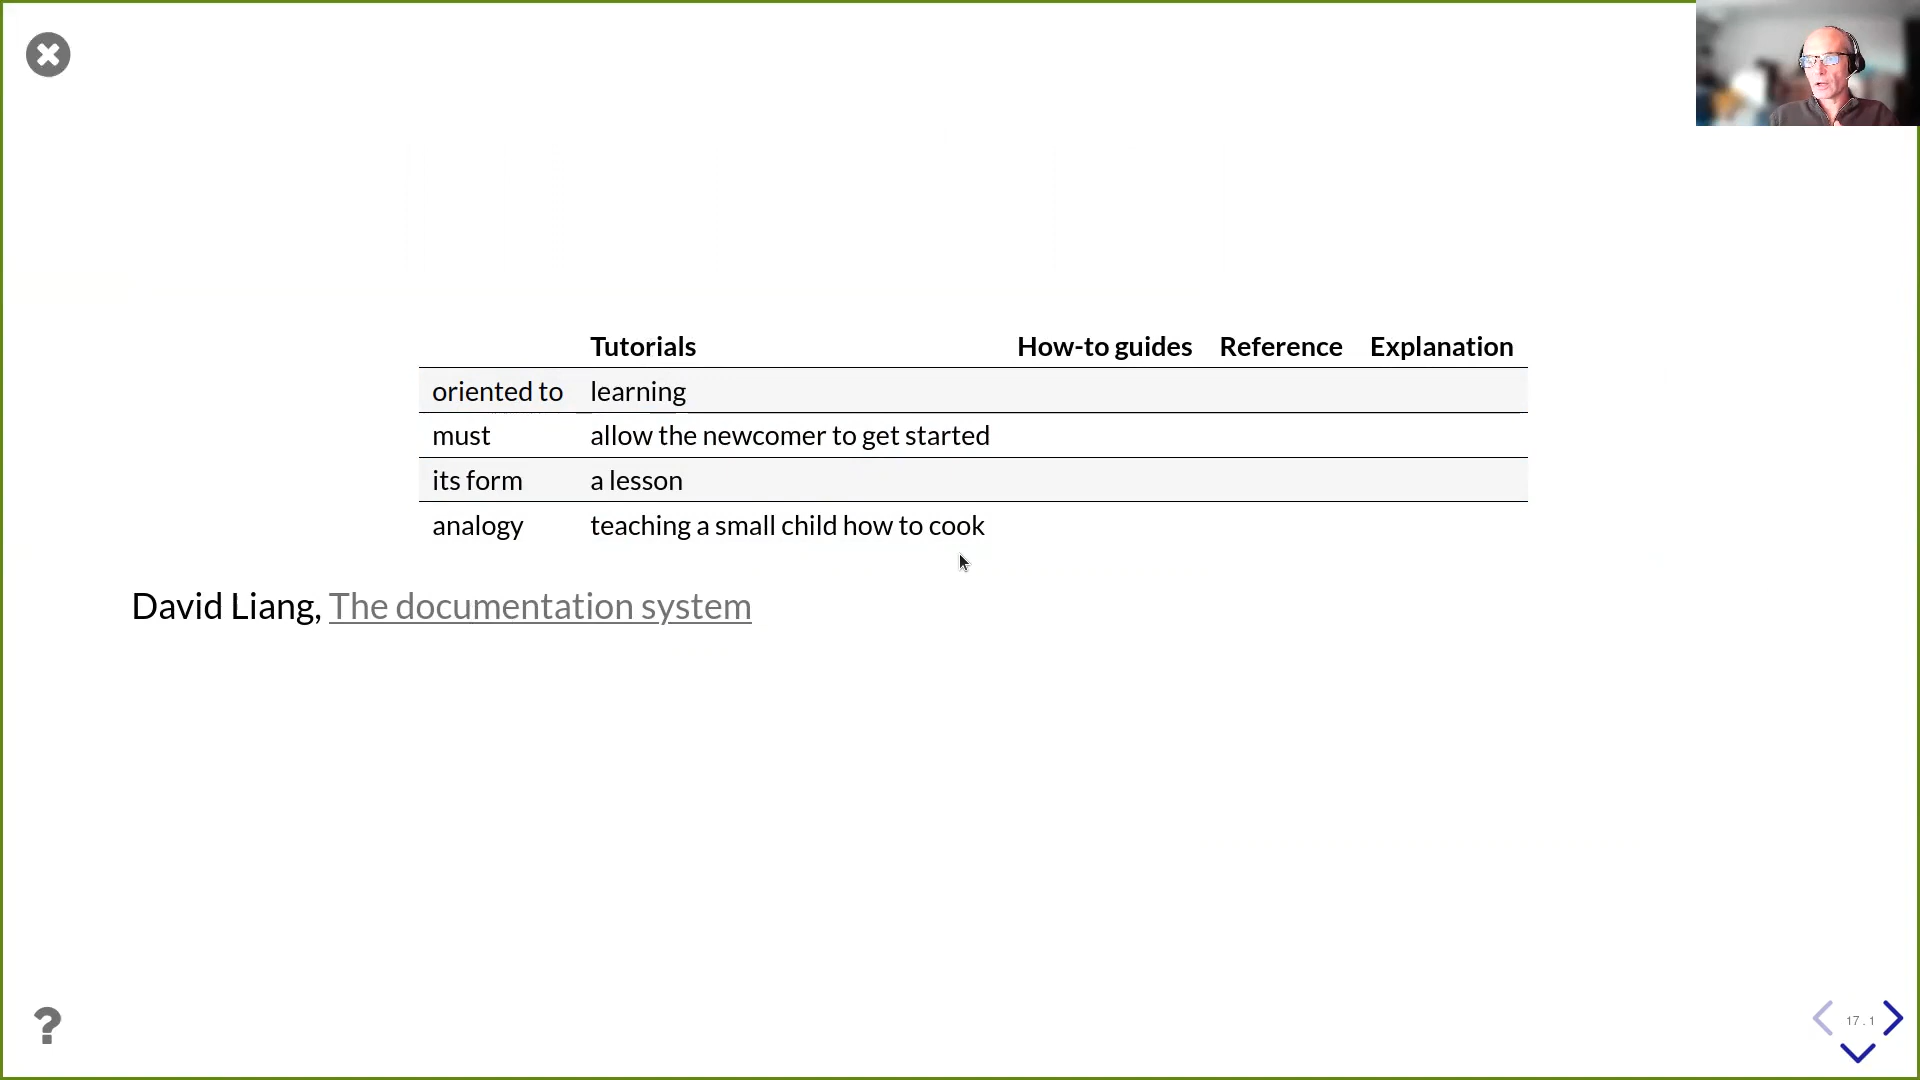 Tutorials How-to guides Reference Explanation
oriented to learning
must allow the newcomer to get started
its form a lesson
analogy teaching a small child how to cook
David Liang, The documentation system
?
17.1